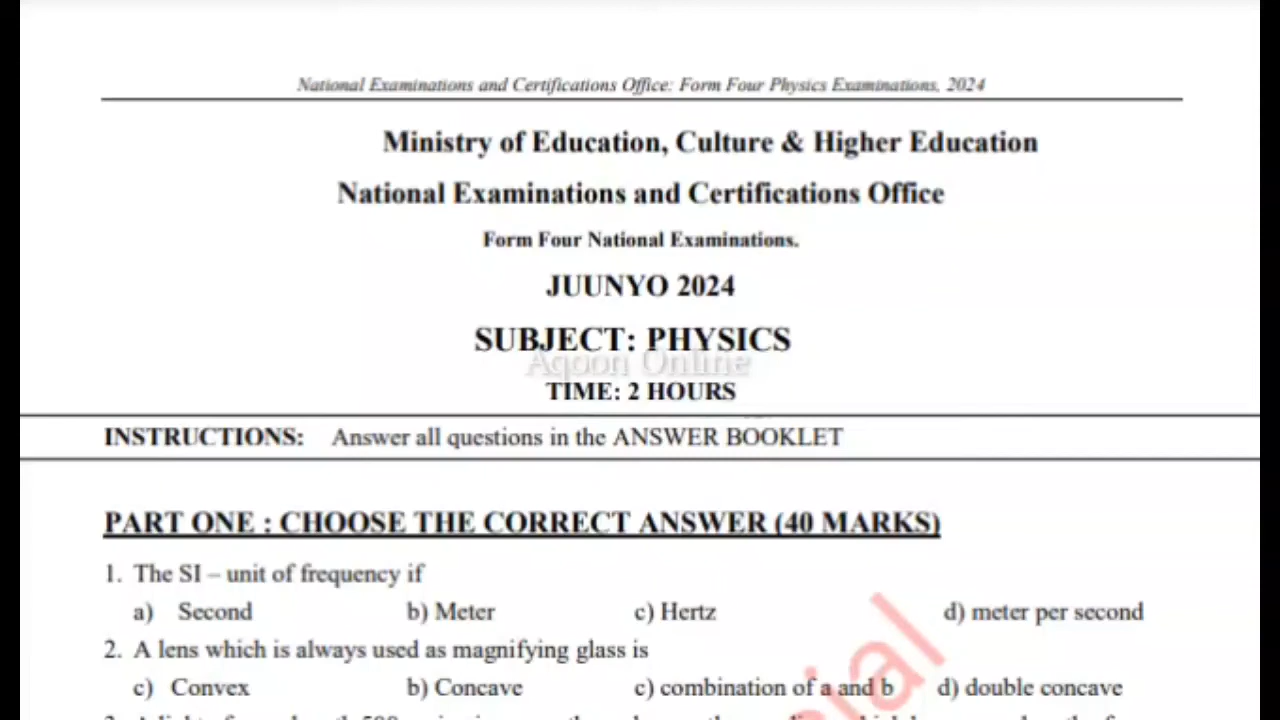 National Examinations and Certifications Office: Form Four Physics Examinations, 2024
Ministry of Education, Culture & Higher Education
National Examinations and Certifications Office
Form Four National Examinations.
JUUNYO 2024
SUBJECT: PHYSICS
Aqoon Online
TIME: 2 HOURS
INSTRUCTIONS: Answer all questions in the ANSWER BOOKLET
PART ONE : CHOOSE THE CORRECT ANSWER (40 MARKS)
1. The SI – unit of frequency if
a) Second b) Meter c) Hertz d) meter per second
2. A lens which is always used as magnifying glass is
c) Convex b) Concave c) combination of a and b d) double concave